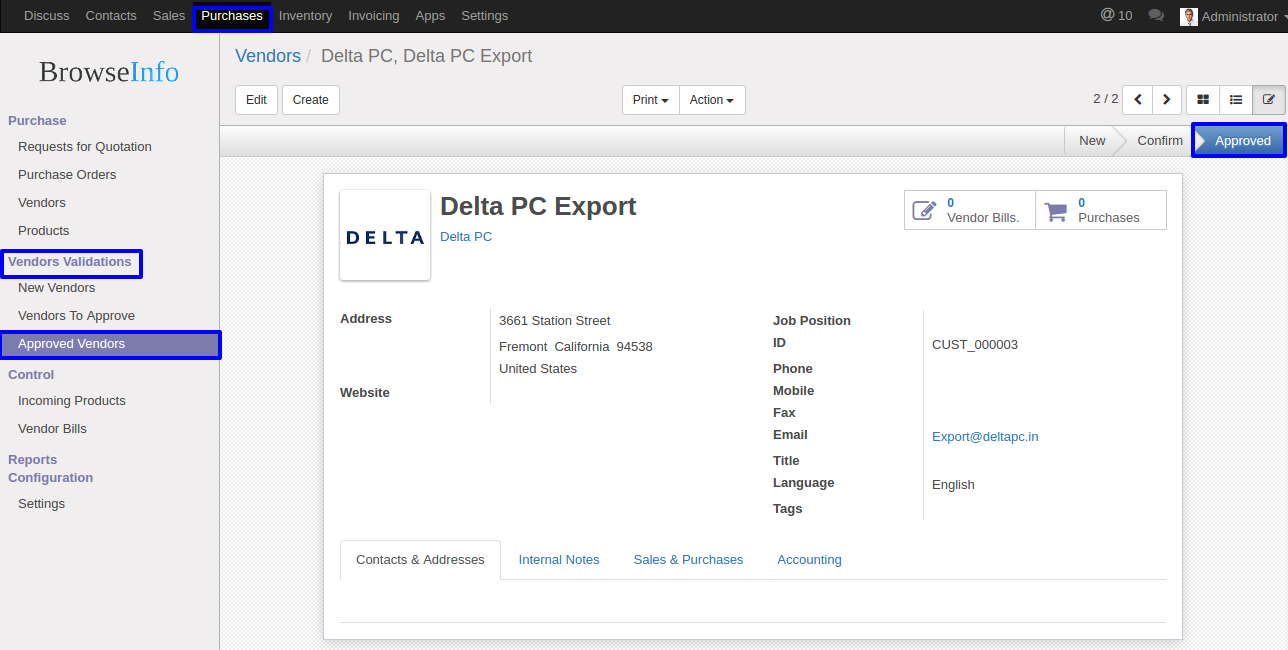 Discuss Contacts Sales Purchases Inventory Invoicing Apps Settings @ 10 Administrator
BrowseInfo
Vendors / Delta PC, Delta PC Export
Edit Create Print Action 2 / 2
New Confirm Approved
Purchase
Requests for Quotation
Purchase Orders
Vendors
Products
Vendors Validations
New Vendors
Vendors To Approve
Approved Vendors
Control
Incoming Products
Vendor Bills
Reports
Configuration
Settings
DELTA
Delta PC Export
Delta PC
0
Vendor Bills.
0
Purchases
Address
3661 Station Street
Fremont California 94538
United States
Website
Job Position
ID CUST_000003
Phone
Mobile
Fax
Email Export@deltapc.in
Title
Language English
Tags
Contacts & Addresses Internal Notes Sales & Purchases Accounting